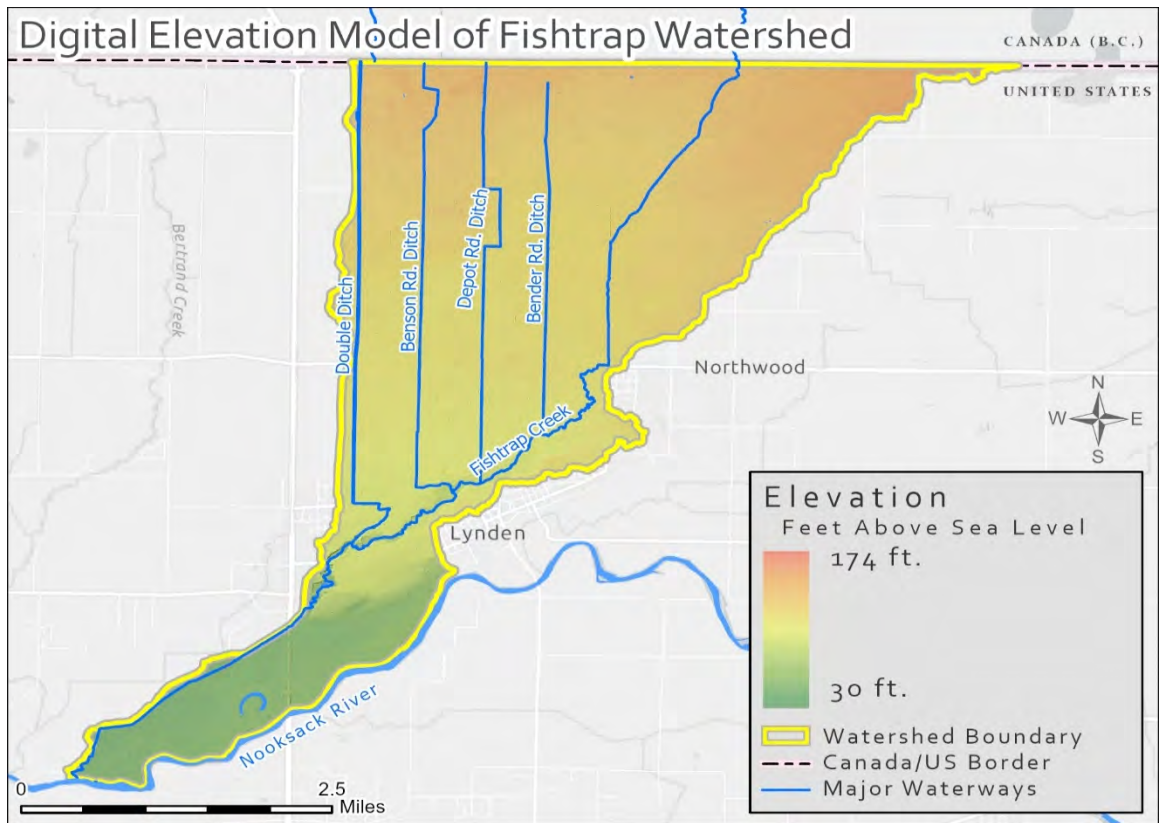 Digital Elevation Model of Fishtrap Watershed
CANADA (B.C.)
UNITED STATES
Bertrand Creek
Double Ditch
Benson Rd. Ditch
Depot Rd. Ditch
Bender Rd. Ditch
Fishtrap Creek
Northwood
Lynden
Nooksack River
N
W
E
S
Elevation
Feet Above Sea Level
174 ft.
30 ft.
Watershed Boundary
Canada/US Border
Major Waterways
0
2.5
Miles